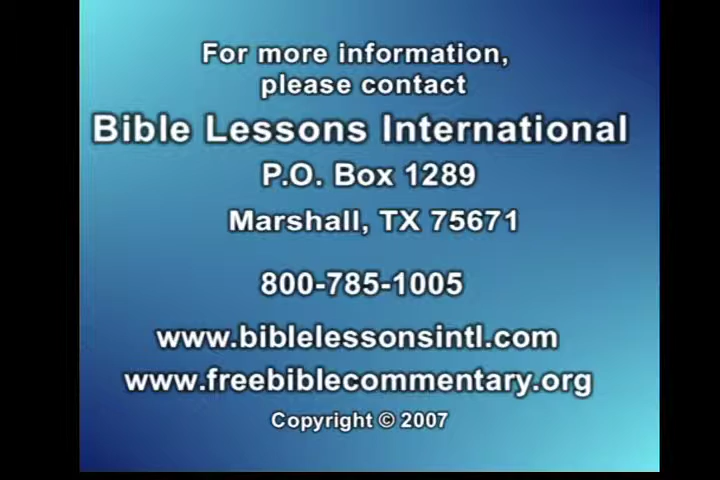 For more information,
please contact
Bible Lessons International
P.O. Box 1289
Marshall, TX 75671
800-785-1005
www.biblelessonsintl.com
www.freebiblecommentary.org
Copyright © 2007